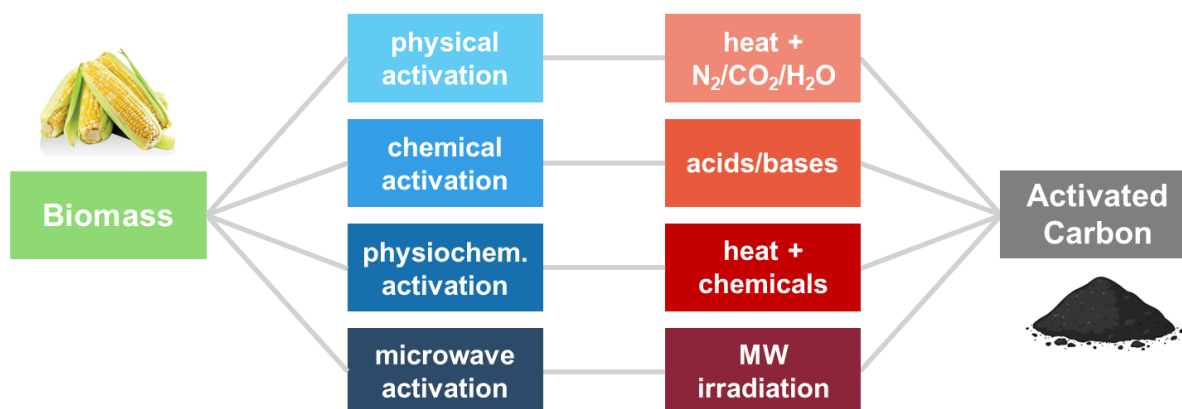 Biomass
physical
activation
chemical
activation
physiochem.
activation
microwave
activation
heat +
N₂/CO₂/H₂O
acids/bases
heat +
chemicals
MW
irradiation
Activated
Carbon